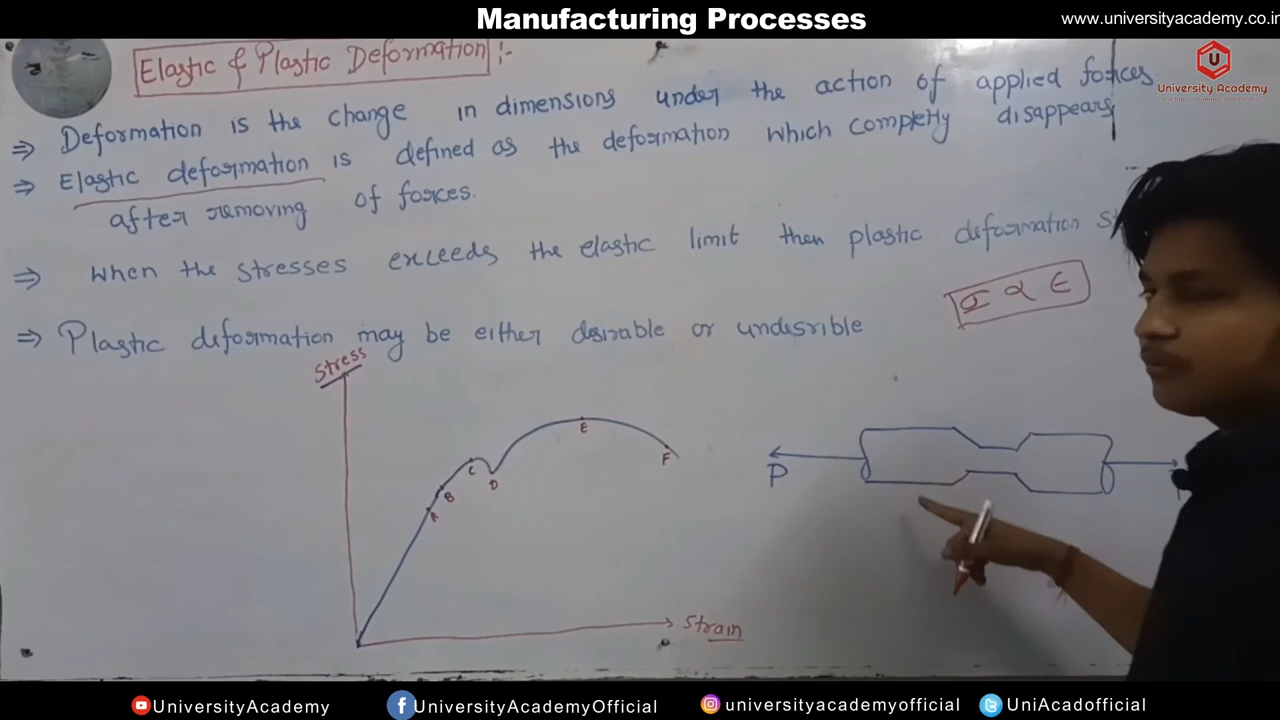 Manufacturing Processes
www.universityacademy.co.in
University Academy
Elastic & Plastic Deformation :-
⇒ Deformation is the change in dimensions under the action of applied forces
⇒ Elastic deformation is defined as the deformation which completly disappears
after removing of forces.
⇒ When the stresses exceeds the elastic limit then plastic deformation
σ ∝ ε
⇒ Plastic deformation may be either desirable or undesrible
Stress
E
C
F
D
B
A
P
Strain
UniversityAcademy
UniversityAcademyOfficial
universityacademyofficial
UniAcadofficial